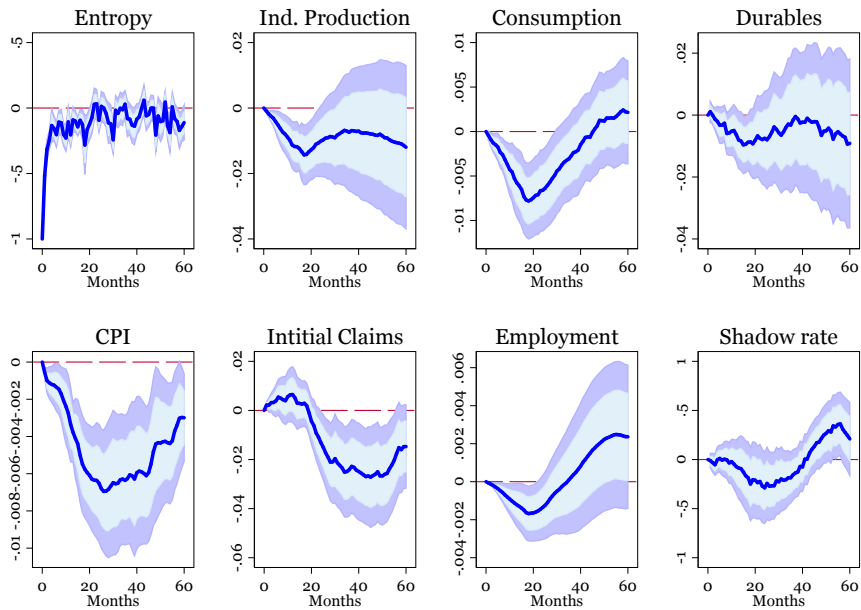 Entropy
.5
0
-.5
-1
0 20 40 60
Months
Ind. Production
.02
0
-.02
-.04
0 20 40 60
Months
Consumption
.01
.005
0
-.005
-.01
0 20 40 60
Months
Durables
.02
0
-.02
-.04
0 20 40 60
Months
CPI
0
-.002
-.004
-.006
-.008
-.01
0 20 40 60
Months
Intitial Claims
.02
0
-.02
-.04
-.06
0 20 40 60
Months
Employment
.006
.004
.002
0
-.002
-.004
0 20 40 60
Months
Shadow rate
1
.5
0
-.5
-1
0 20 40 60
Months